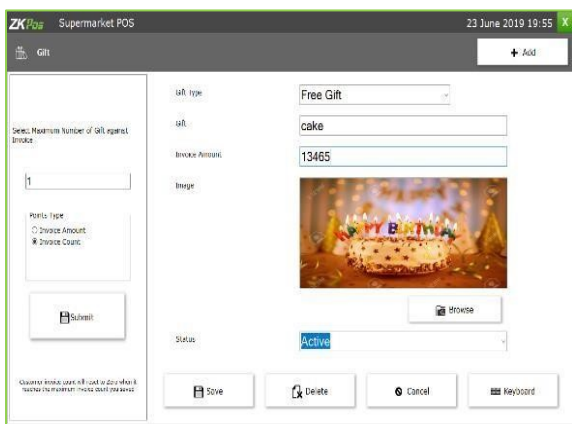 ZKPos Supermarket POS
23 June 2019 19:55 X
Gift
+ Add
Select Maximum Number of Gift against
Invoice
1
Points Type
Invoice Amount
Invoice Count
Submit
Customer invoice count will reset to Zero when it
reaches the maximum invoice count you saved
Gift Type
Free Gift
Gift
cake
Invoice Amount
13465
Image
HAPPY BIRTHDAY
Browse
Status
Active
Save
Delete
Cancel
Keyboard